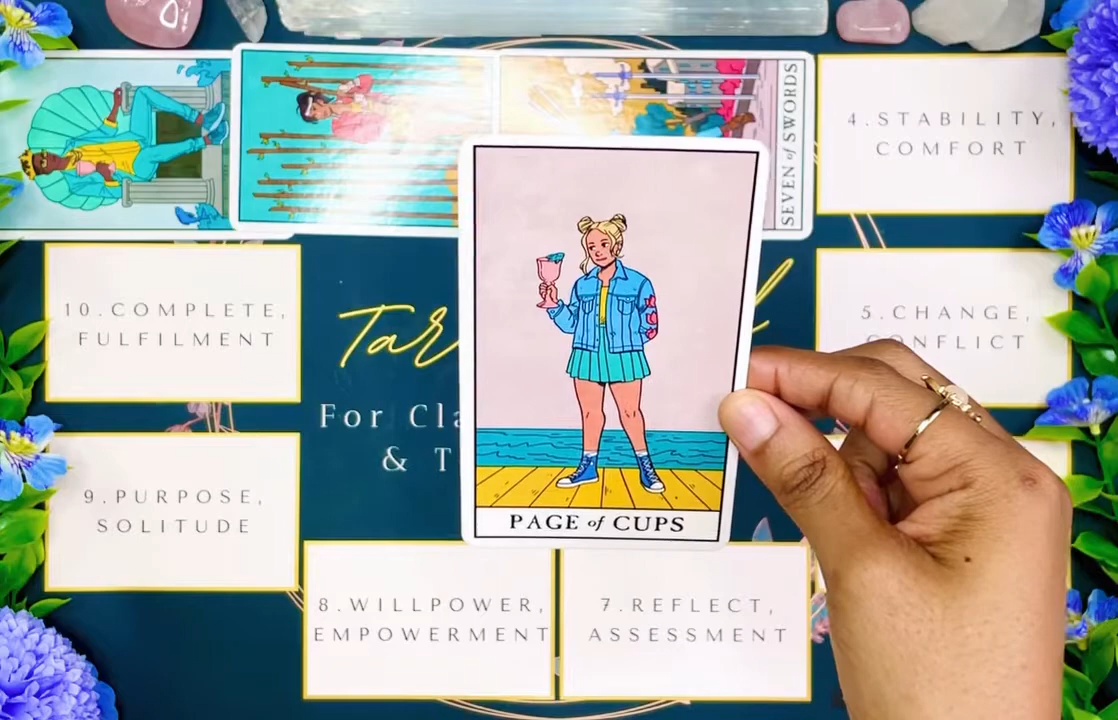 SEVEN of SWORDS
4.STABILITY,
COMFORT
10.COMPLETE,
FULFILMENT
5.CHANGE,
CONFLICT
For
&
9.PURPOSE,
SOLITUDE
PAGE of CUPS
8.WILLPOWER,
EMPOWERMENT
7.REFLECT,
ASSESSMENT